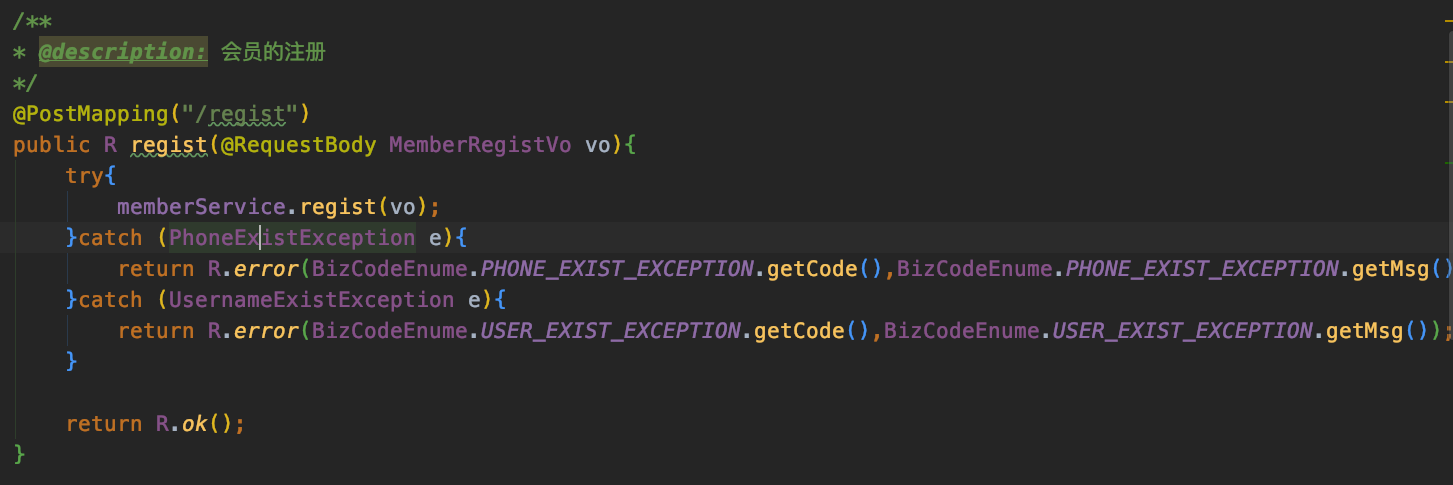 /**
* @description: 会员的注册
*/
@PostMapping("/regist")
public R regist(@RequestBody MemberRegistVo vo){
    try{
        memberService.regist(vo);
    }catch (PhoneExistException e){
        return R.error(BizCodeEnume.PHONE_EXIST_EXCEPTION.getCode(),BizCodeEnume.PHONE_EXIST_EXCEPTION.getMsg()
    }catch (UsernameExistException e){
        return R.error(BizCodeEnume.USER_EXIST_EXCEPTION.getCode(),BizCodeEnume.USER_EXIST_EXCEPTION.getMsg());
    }
    return R.ok();
}